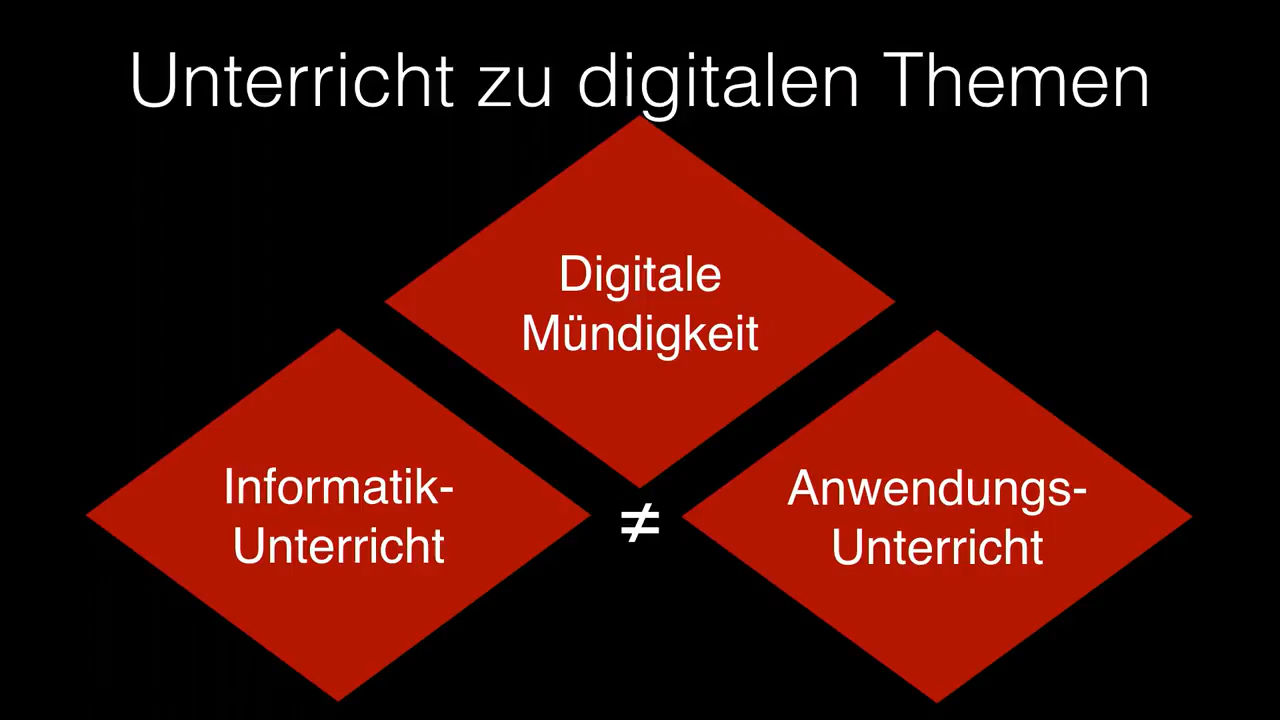 Unterricht zu digitalen Themen
Digitale
Mündigkeit
Informatik-
Unterricht
≠
Anwendungs-
Unterricht